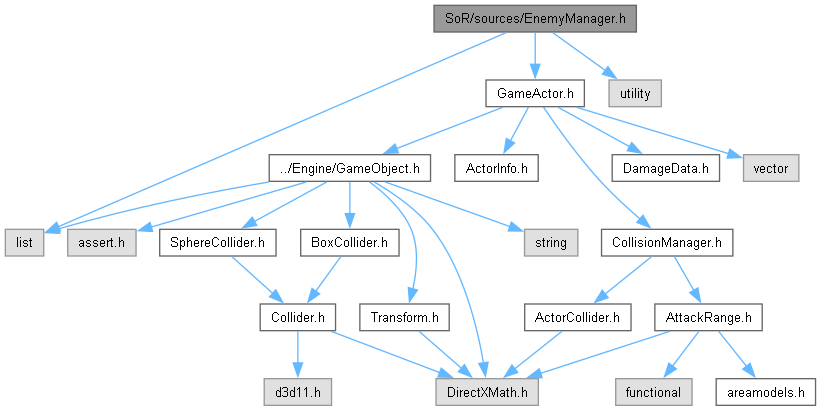 SoR/sources/EnemyManager.h
GameActor.h
utility
../Engine/GameObject.h
ActorInfo.h
DamageData.h
vector
list
assert.h
SphereCollider.h
BoxCollider.h
string
CollisionManager.h
Collider.h
Transform.h
ActorCollider.h
AttackRange.h
d3d11.h
DirectXMath.h
functional
areamodels.h